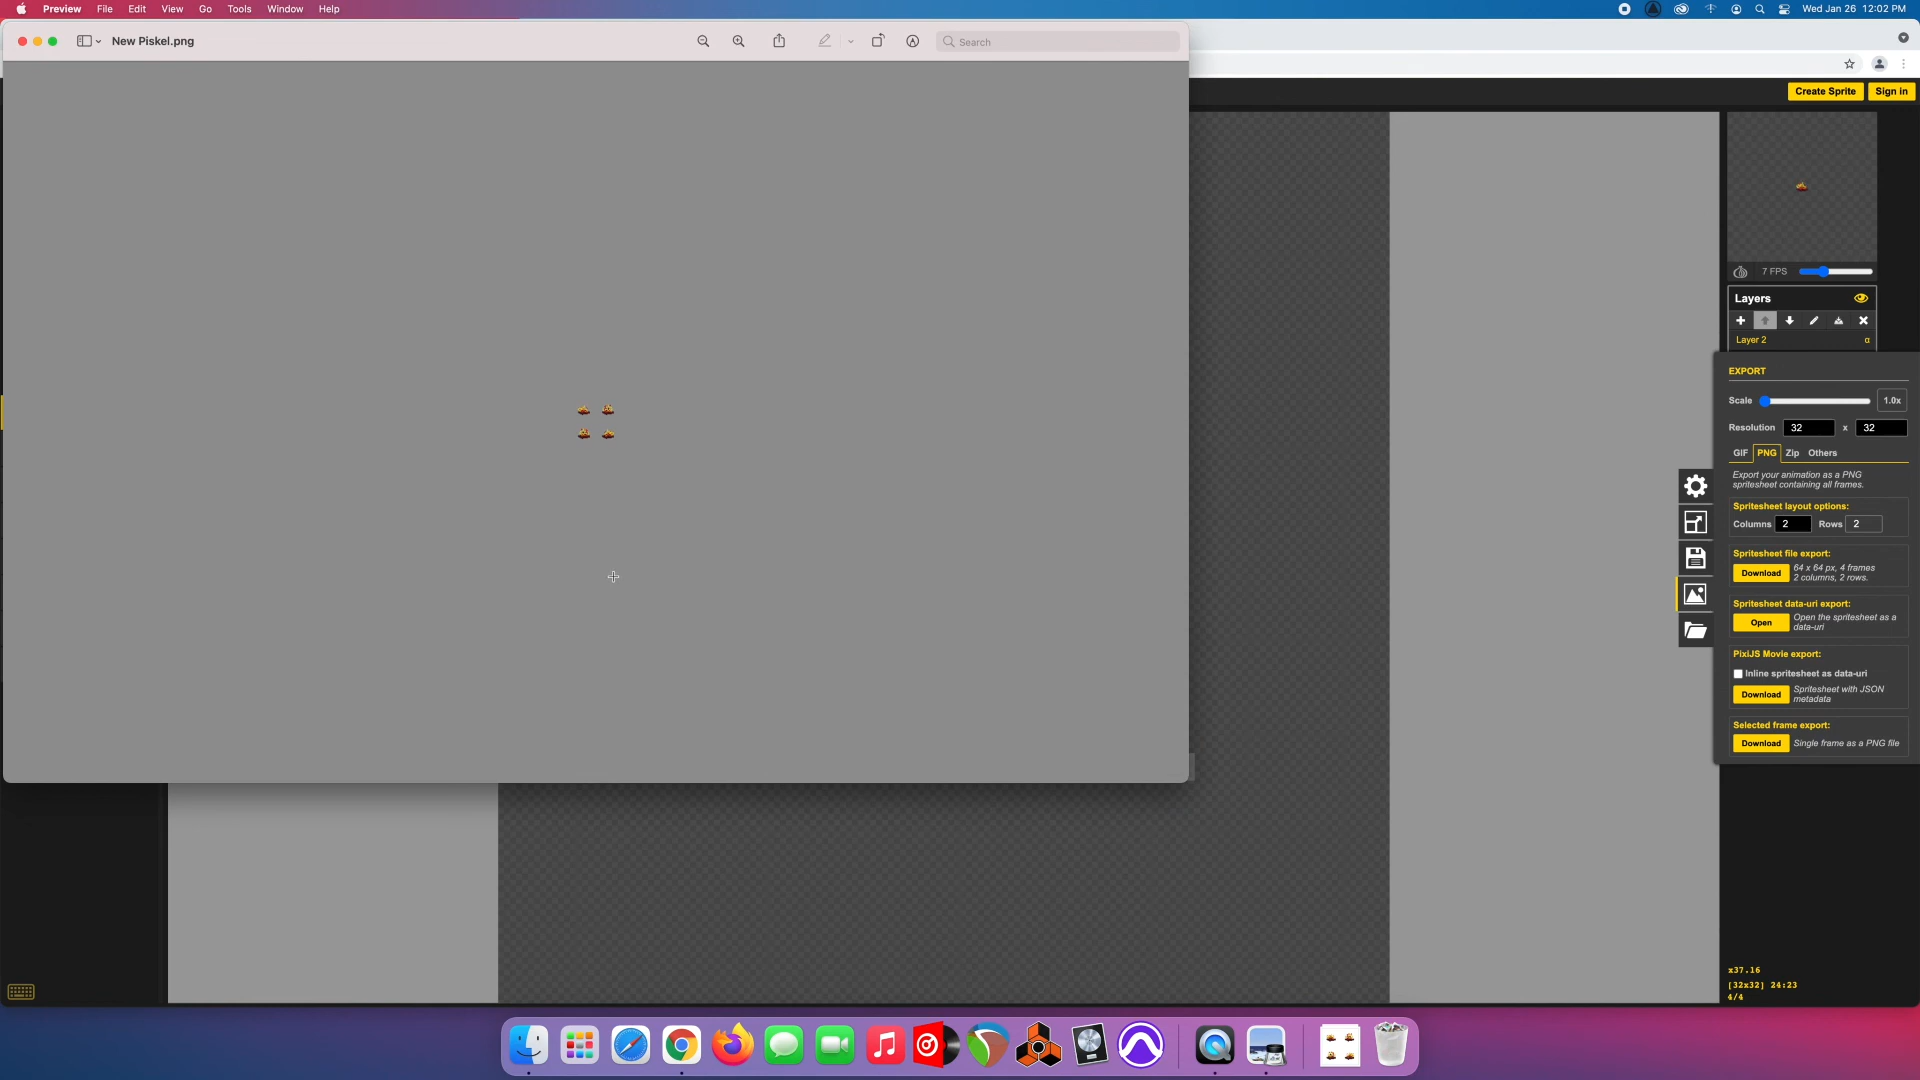 Preview File Edit View Go Tools Window Help
Wed Jan 26 12:02 PM
New Piskel.png
Search
Create Sprite Sign in
7 FPS
Layers
Layer 2 α
EXPORT
Scale 1.0x
Resolution 32 x 32
GIF PNG Zip Others
Export your animation as a PNG
spritesheet containing all frames.
Spritesheet layout options:
Columns 2 Rows 2
Spritesheet file export:
Download 64 x 64 px, 4 frames
2 columns, 2 rows.
Spritesheet data-uri export:
Open Open the spritesheet as a
data-uri
PixiJS Movie export:
Inline spritesheet as data-uri
Download Spritesheet with JSON
metadata
Selected frame export:
Download Single frame as a PNG file
x37.16
[32x32] 24:23
4/4